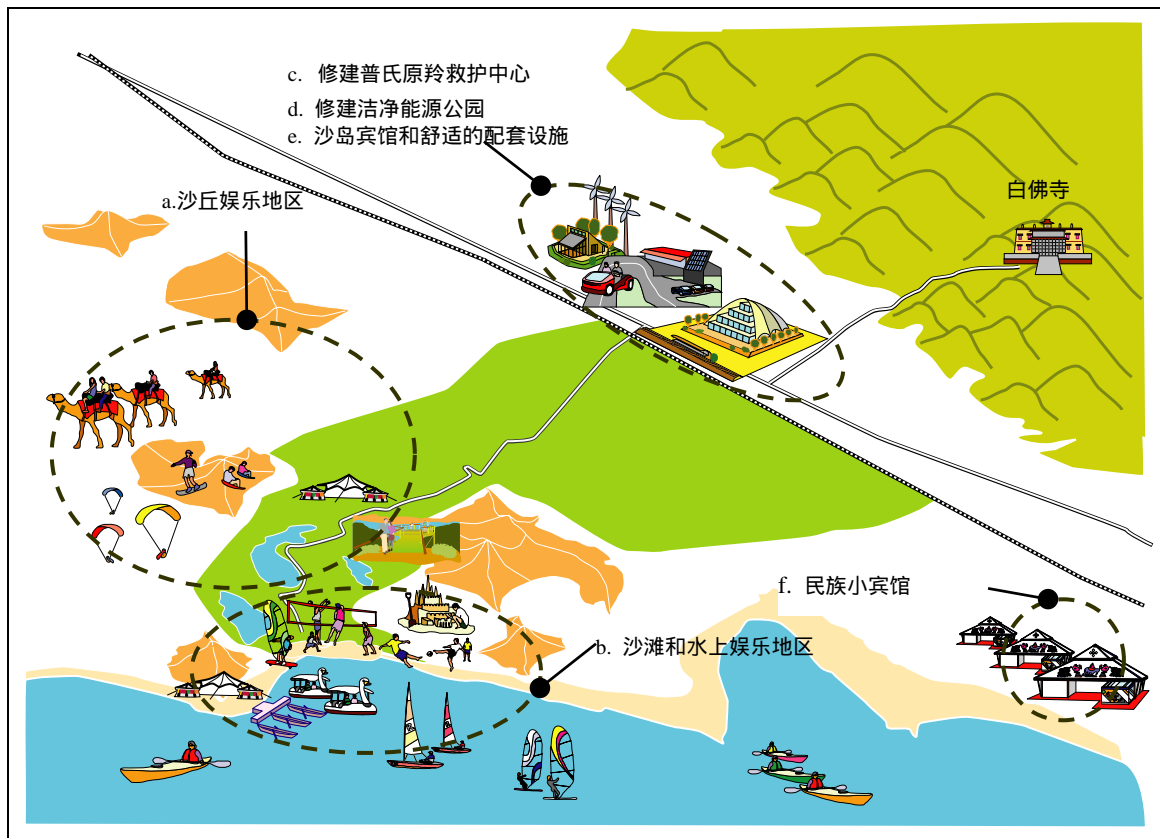 c. 修建普氏原羚救护中心
d. 修建洁净能源公园
e. 沙岛宾馆和舒适的配套设施
a.沙丘娱乐地区
白佛寺
f. 民族小宾馆
b. 沙滩和水上娱乐地区